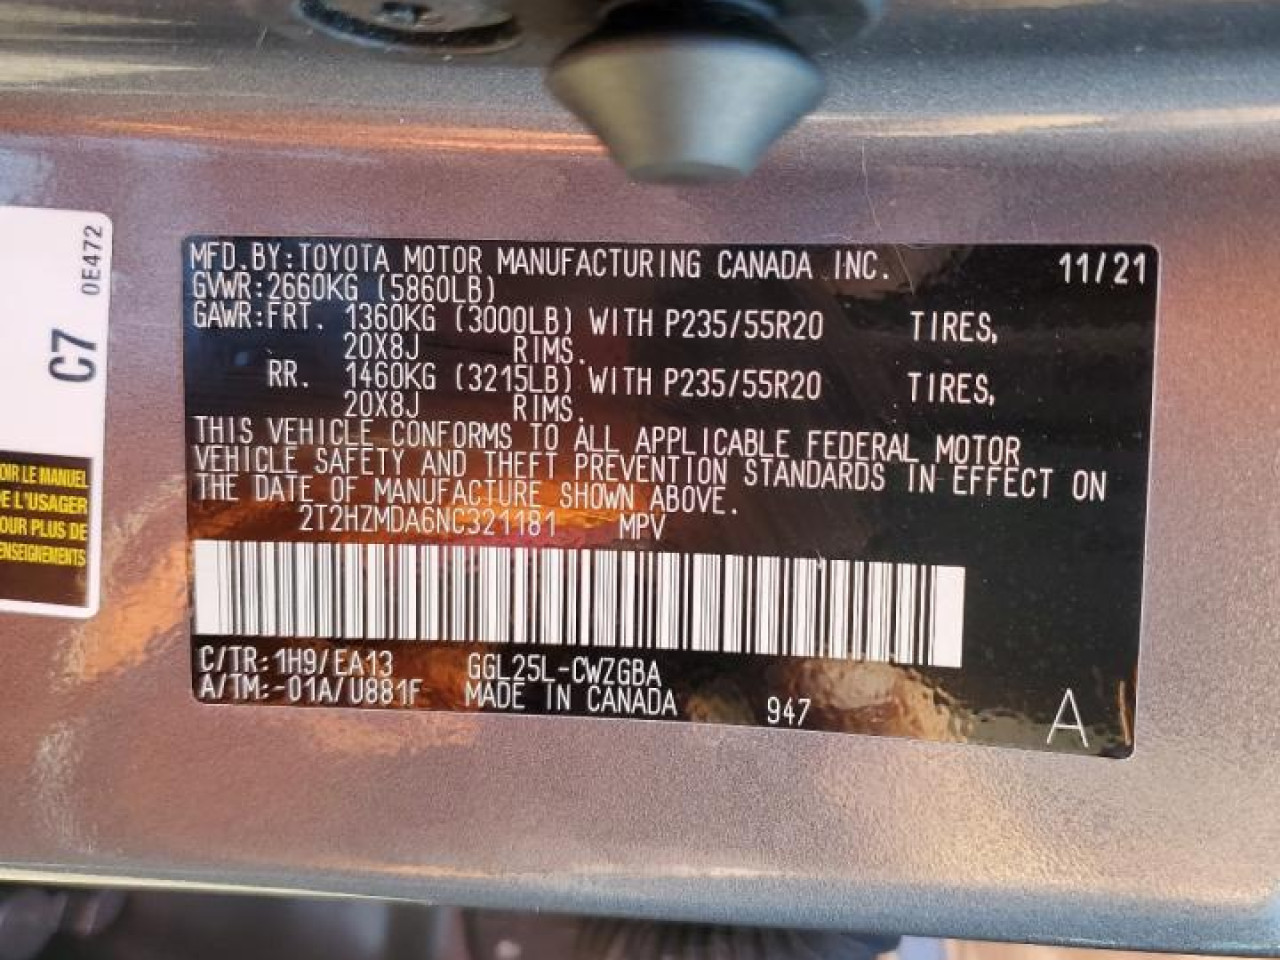 0E472
C7
OIR LE MANUEL
DE L'USAGER
OUR PLUS DE
ENSEIGNEMENTS
MFD.BY:TOYOTA MOTOR MANUFACTURING CANADA INC. 11/21
GVWR:2660KG (5860LB)
GAWR:FRT. 1360KG (3000LB) WITH P235/55R20 TIRES,
20X8J RIMS.
RR. 1460KG (3215LB) WITH P235/55R20 TIRES,
20X8J RIMS.
THIS VEHICLE CONFORMS TO ALL APPLICABLE FEDERAL MOTOR
VEHICLE SAFETY AND THEFT PREVENTION STANDARDS IN EFFECT ON
THE DATE OF MANUFACTURE SHOWN ABOVE.
2T2HZMDA6NC321181 MPV
C/TR:1H9/EA13 GGL25L-CWZGBA
A/TM:-01A/U881F MADE IN CANADA 947 A